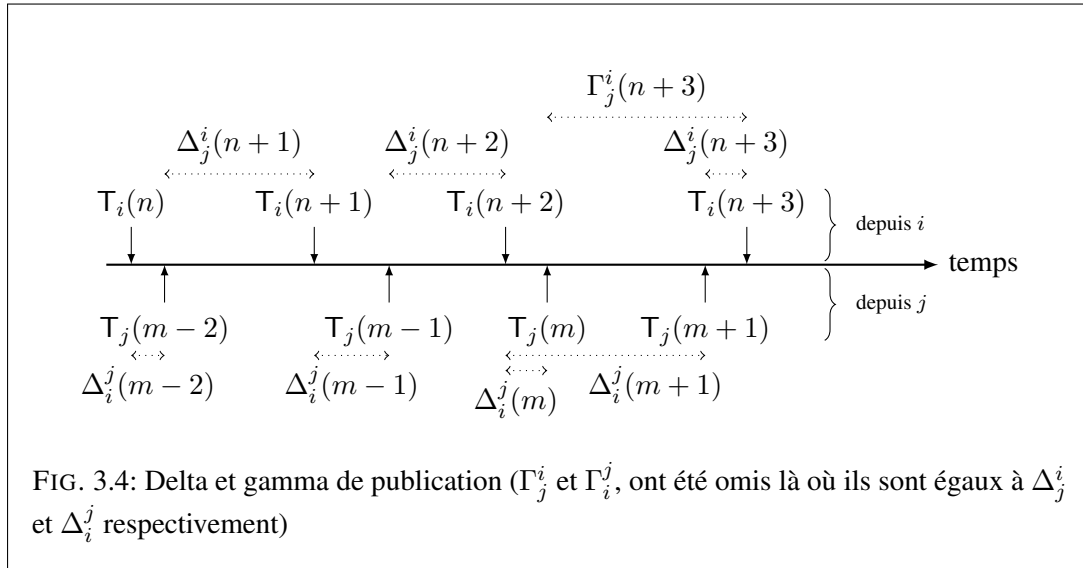 Γ^i_j(n + 3)
Δ^i_j(n + 1) Δ^i_j(n + 2) Δ^i_j(n + 3)
T_i(n) T_i(n + 1) T_i(n + 2) T_i(n + 3)
depuis i
temps
depuis j
T_j(m − 2) T_j(m − 1) T_j(m) T_j(m + 1)
Δ^j_i(m − 2) Δ^j_i(m − 1) Δ^j_i(m) Δ^j_i(m + 1)
FIG. 3.4: Delta et gamma de publication (Γ^i_j et Γ^j_i, ont été omis là où ils sont égaux à Δ^i_j
et Δ^j_i respectivement)